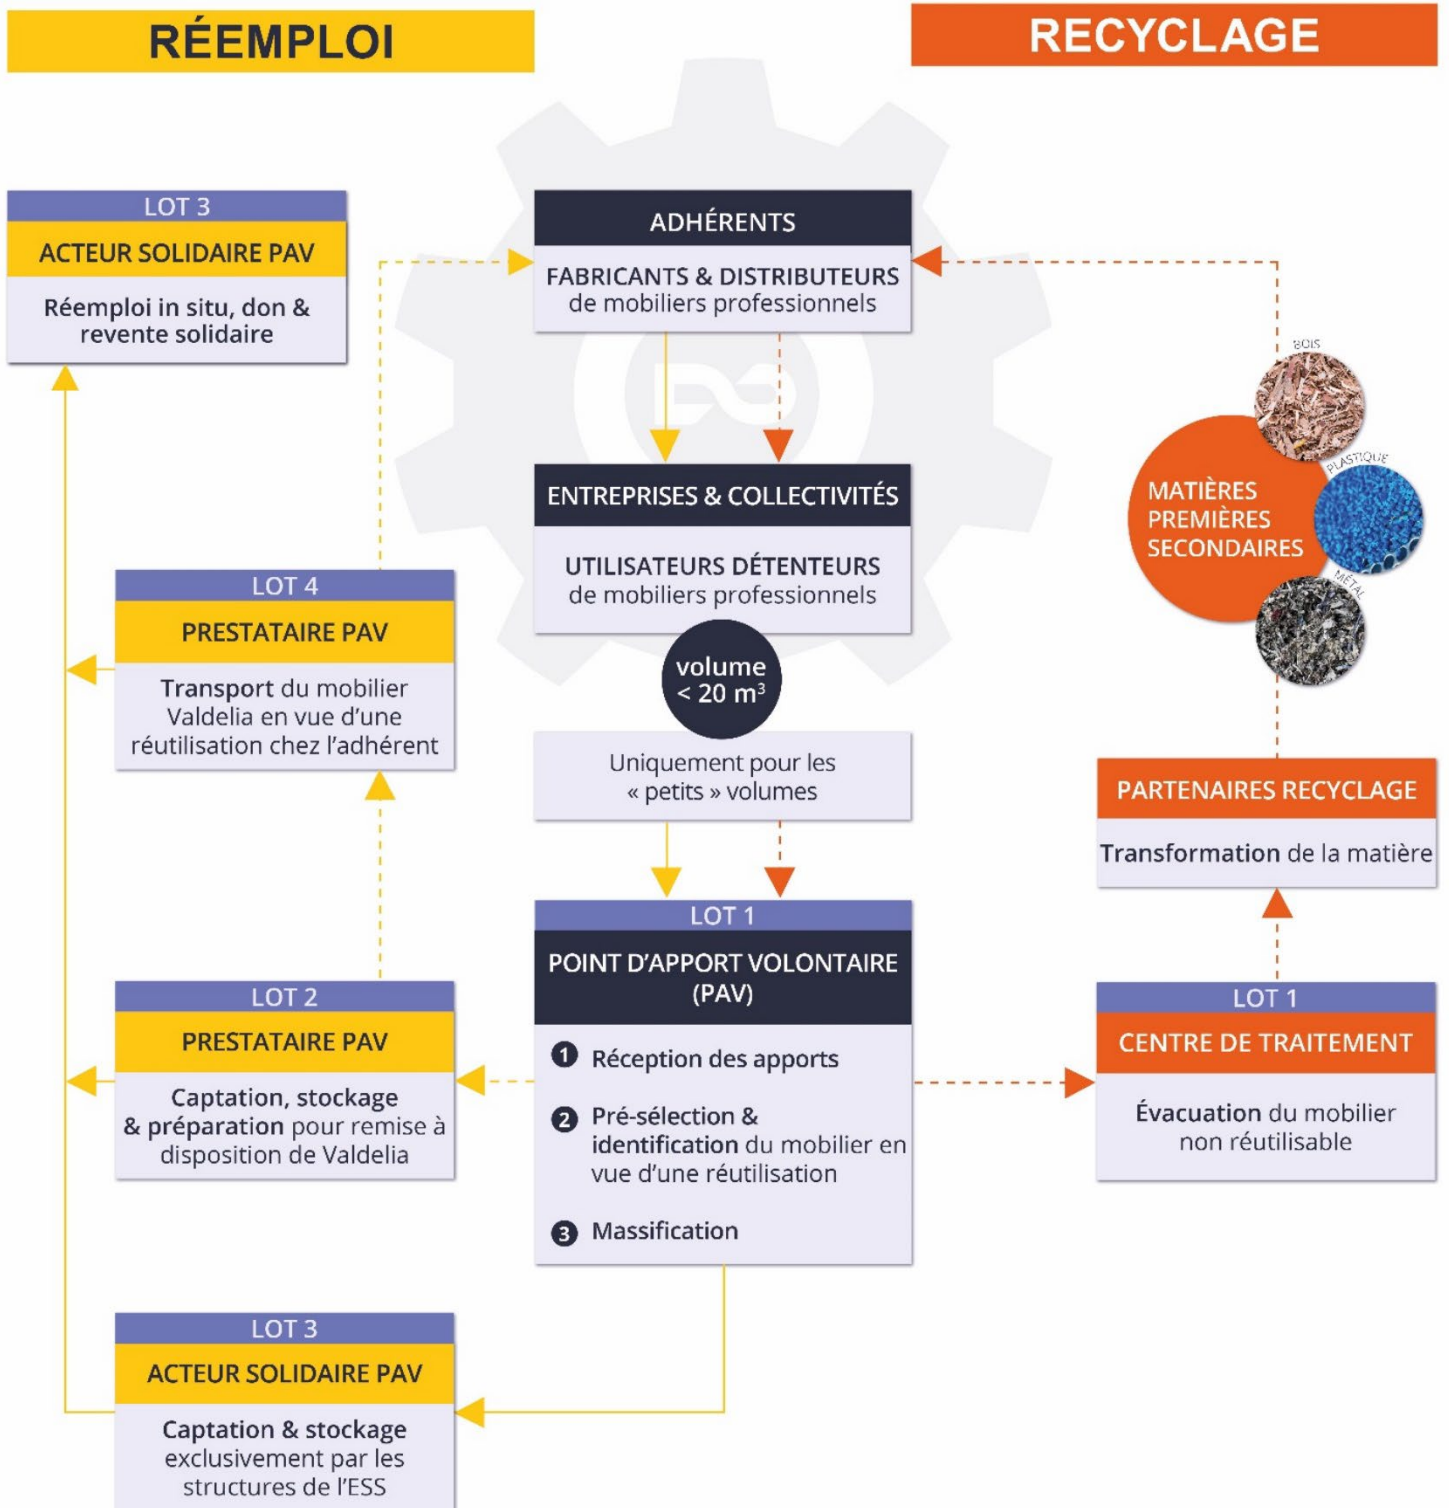 RÉEMPLOI
RECYCLAGE
LOT 3
ACTEUR SOLIDAIRE PAV
Réemploi in situ, don &
revente solidaire
ADHÉRENTS
FABRICANTS & DISTRIBUTEURS
de mobiliers professionnels
ENTREPRISES & COLLECTIVITÉS
UTILISATEURS DÉTENTEURS
de mobiliers professionnels
volume
< 20 m³
Uniquement pour les
« petits » volumes
BOIS
PLASTIQUE
MÉTAL
MATIÈRES
PREMIÈRES
SECONDAIRES
LOT 4
PRESTATAIRE PAV
Transport du mobilier
Valdelia en vue d’une
réutilisation chez l’adhérent
PARTENAIRES RECYCLAGE
Transformation de la matière
LOT 1
POINT D’APPORT VOLONTAIRE
(PAV)
1 Réception des apports
2 Pré-sélection &
identification du mobilier en
vue d’une réutilisation
3 Massification
LOT 2
PRESTATAIRE PAV
Captation, stockage
& préparation pour remise à
disposition de Valdelia
LOT 1
CENTRE DE TRAITEMENT
Évacuation du mobilier
non réutilisable
LOT 3
ACTEUR SOLIDAIRE PAV
Captation & stockage
exclusivement par les
structures de l’ESS